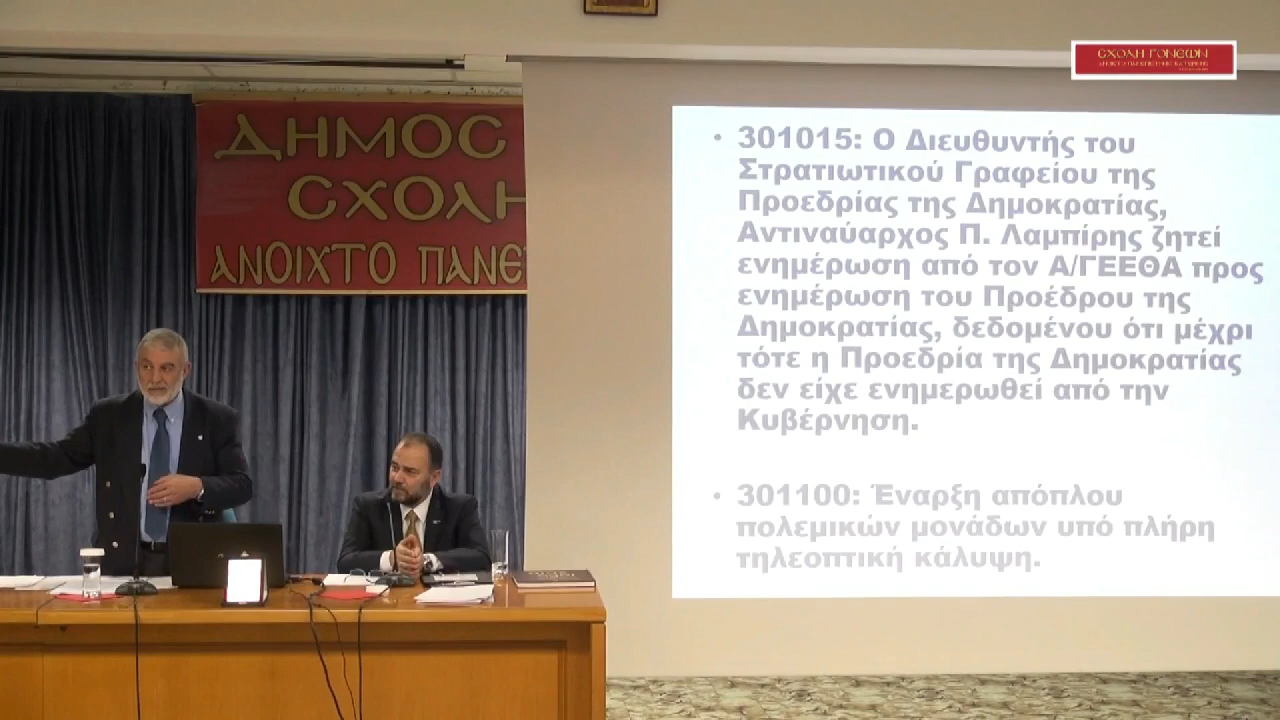 ΣΧΟΛΗ ΓΟΝΕΩΝ
ΔΗΜΟΣ
ΣΧΟΛΗ
ΑΝΟΙΧΤΟ ΠΑΝΕ
• 301015: Ο Διευθυντής του
Στρατιωτικού Γραφείου της
Προεδρίας της Δημοκρατίας,
Αντιναύαρχος Π. Λαμπίρης ζητεί
ενημέρωση από τον Α/ΓΕΕΘΑ προς
ενημέρωση του Προέδρου της
Δημοκρατίας, δεδομένου ότι μέχρι
τότε η Προεδρία της Δημοκρατίας
δεν είχε ενημερωθεί από την
Κυβέρνηση.
• 301100: Έναρξη απόπλου
πολεμικών μονάδων υπό πλήρη
τηλεοπτική κάλυψη.